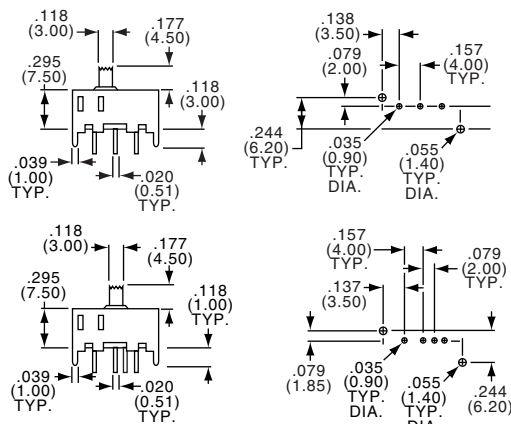 .118
(3.00)
.177
(4.50)
.295
(7.50)
.118
(3.00)
.039
(1.00)
TYP.
.020
(0.51)
TYP.
.138
(3.50)
.079
(2.00)
.157
(4.00)
TYP.
.244
(6.20)
TYP.
.035
(0.90)
TYP.
DIA.
.055
(1.40)
TYP.
DIA.
.118
(3.00)
.177
(4.50)
.295
(7.50)
.118
(1.00)
TYP.
.039
(1.00)
TYP.
.020
(0.51)
TYP.
.157
(4.00)
TYP.
.079
(2.00)
TYP.
.137
(3.50)
.079
(1.85)
.035
(0.90)
TYP.
DIA.
.055
(1.40)
TYP.
DIA.
.244
(6.20)